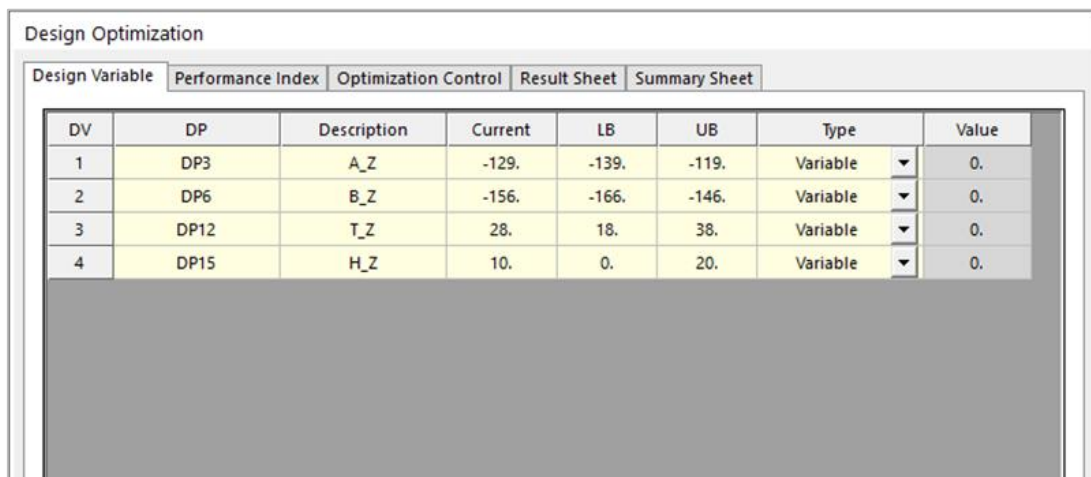 Design Optimization
Design Variable Performance Index Optimization Control Result Sheet Summary Sheet
DV DP Description Current LB UB Type Value
1 DP3 A_Z -129. -139. -119. Variable 0.
2 DP6 B_Z -156. -166. -146. Variable 0.
3 DP12 T_Z 28. 18. 38. Variable 0.
4 DP15 H_Z 10. 0. 20. Variable 0.